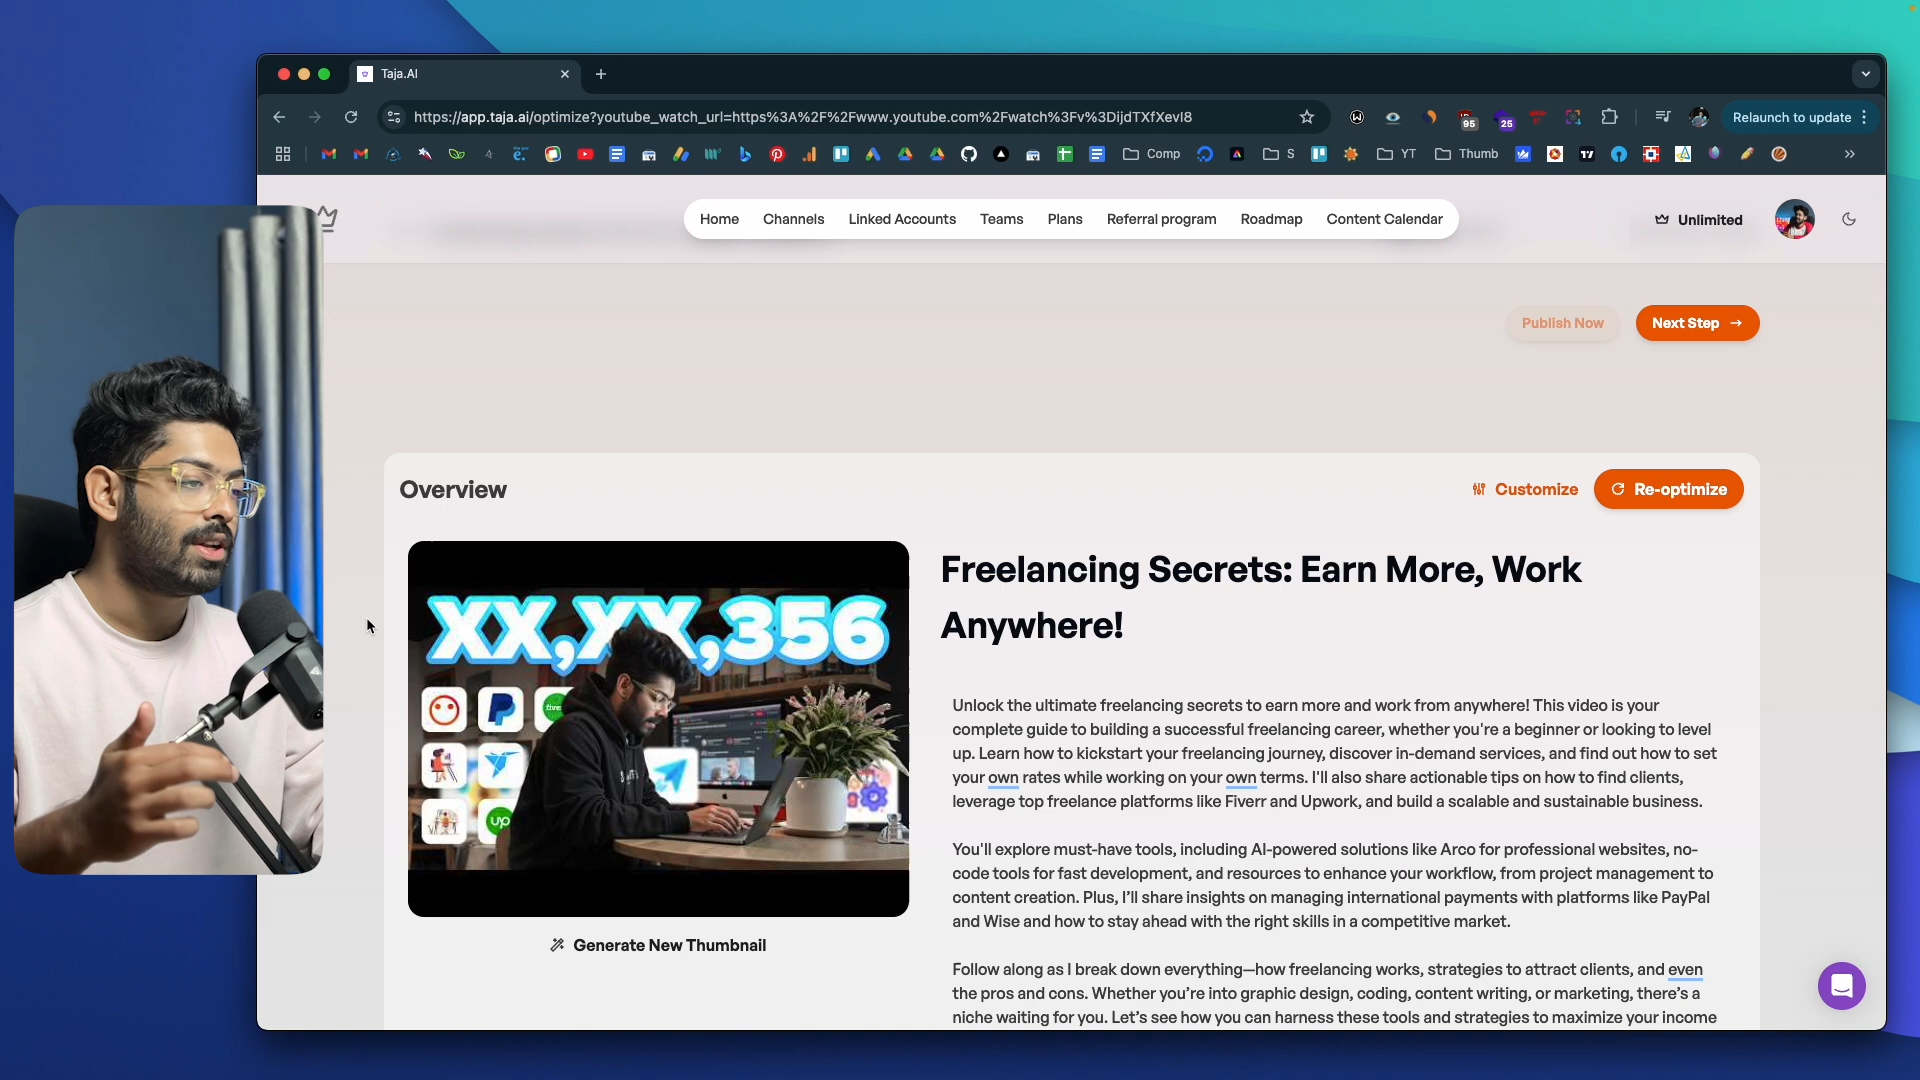 Taja.AI
https://app.taja.ai/optimize?youtube_watch_url=https%3A%2F%2Fwww.youtube.com%2Fwatch%3Fv%3DijdTXfXevI8
95
25
Relaunch to update
Comp
S
YT
Thumb
Home
Channels
Linked Accounts
Teams
Plans
Referral program
Roadmap
Content Calendar
Unlimited
Publish Now
Next Step
Overview
Customize
Re-optimize
XX,XX,356
five
up
Generate New Thumbnail
Freelancing Secrets: Earn More, Work
Anywhere!
Unlock the ultimate freelancing secrets to earn more and work from anywhere! This video is your
complete guide to building a successful freelancing career, whether you're a beginner or looking to level
up. Learn how to kickstart your freelancing journey, discover in-demand services, and find out how to set
your own rates while working on your own terms. I'll also share actionable tips on how to find clients,
leverage top freelance platforms like Fiverr and Upwork, and build a scalable and sustainable business.
You'll explore must-have tools, including AI-powered solutions like Arco for professional websites, no-
code tools for fast development, and resources to enhance your workflow, from project management to
content creation. Plus, I’ll share insights on managing international payments with platforms like PayPal
and Wise and how to stay ahead with the right skills in a competitive market.
Follow along as I break down everything—how freelancing works, strategies to attract clients, and even
the pros and cons. Whether you’re into graphic design, coding, content writing, or marketing, there’s a
niche waiting for you. Let’s see how you can harness these tools and strategies to maximize your income